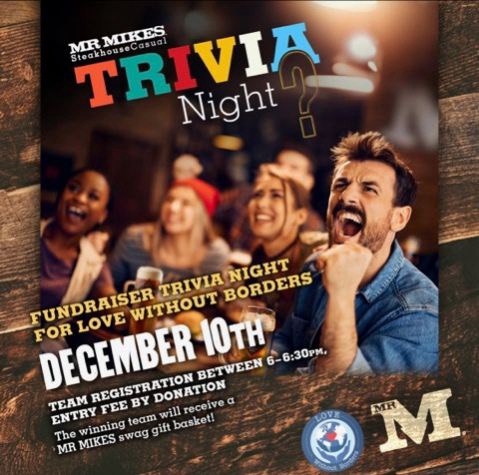 MR MIKES
SteakhouseCasual
TRIVIA
Night ?
FUNDRAISER TRIVIA NIGHT
FOR LOVE WITHOUT BORDERS
DECEMBER 10TH
TEAM REGISTRATION BETWEEN 6-6:30PM,
ENTRY FEE BY DONATION
The winning team will receive a
MR MIKES swag gift basket!
LOVE
MR
M